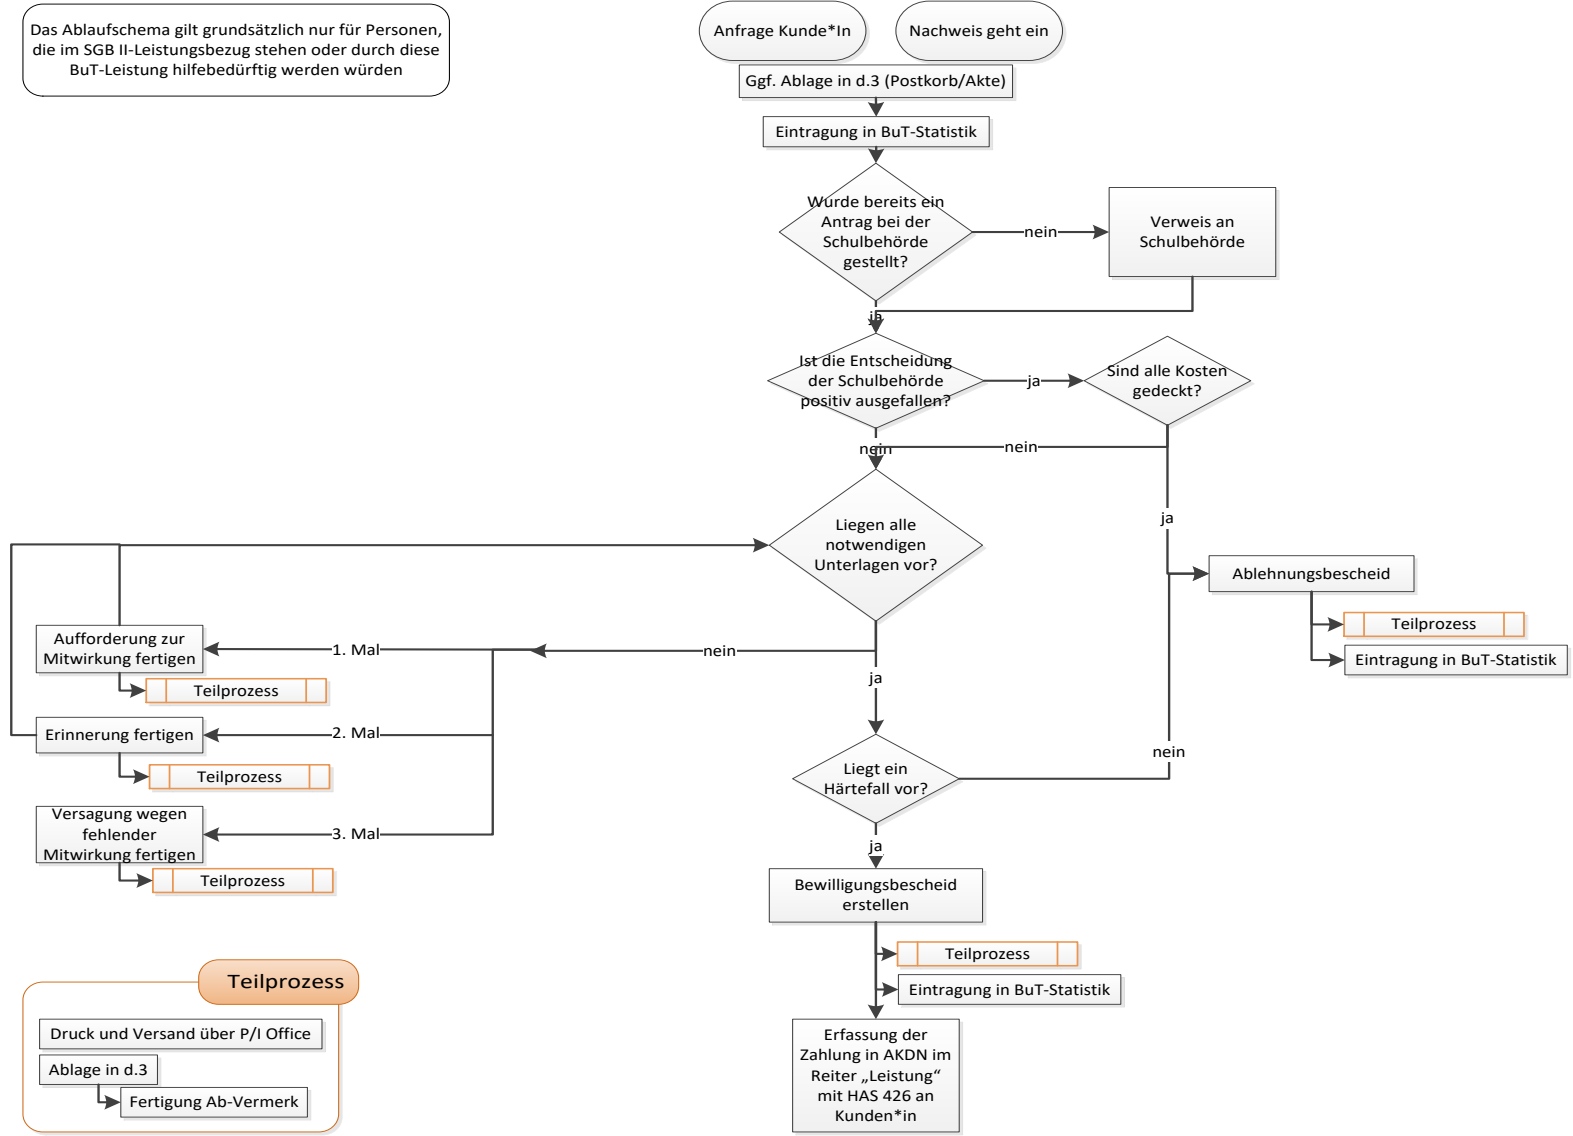 Das Ablaufschema gilt grundsätzlich nur für Personen,
die im SGB II-Leistungsbezug stehen oder durch diese
BuT-Leistung hilfebedürftig werden würden
Anfrage Kunde*In
Nachweis geht ein
Ggf. Ablage in d.3 (Postkorb/Akte)
Eintragung in BuT-Statistik
Wurde bereits ein
Antrag bei der
Schulbehörde
gestellt?
nein
Verweis an
Schulbehörde
ja
Ist die Entscheidung
der Schulbehörde
positiv ausgefallen?
ja
Sind alle Kosten
gedeckt?
nein
nein
ja
Liegen alle
notwendigen
Unterlagen vor?
Ablehnungsbescheid
Teilprozess
Eintragung in BuT-Statistik
Aufforderung zur
Mitwirkung fertigen
1. Mal
nein
ja
Teilprozess
Erinnerung fertigen
2. Mal
Teilprozess
Liegt ein
Härtefall vor?
nein
Versagung wegen
fehlender
Mitwirkung fertigen
3. Mal
Teilprozess
ja
Bewilligungsbescheid
erstellen
Teilprozess
Eintragung in BuT-Statistik
Erfassung der
Zahlung in AKDN im
Reiter „Leistung“
mit HAS 426 an
Kunden*in
Teilprozess
Druck und Versand über P/I Office
Ablage in d.3
Fertigung Ab-Vermerk